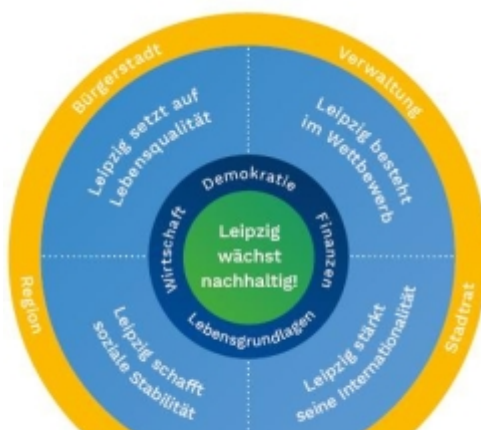 Bürgerstadt
Verwaltung
Leipzig setzt auf
Lebensqualität
Leipzig besteht
im Wettbewerb
Demokratie
Wirtschaft
Finanzen
Leipzig
wächst
nachhaltig!
Lebensgrundlagen
Region
Stadtrat
Leipzig schafft
soziale Stabilität
Leipzig stärkt
seine Internationalität